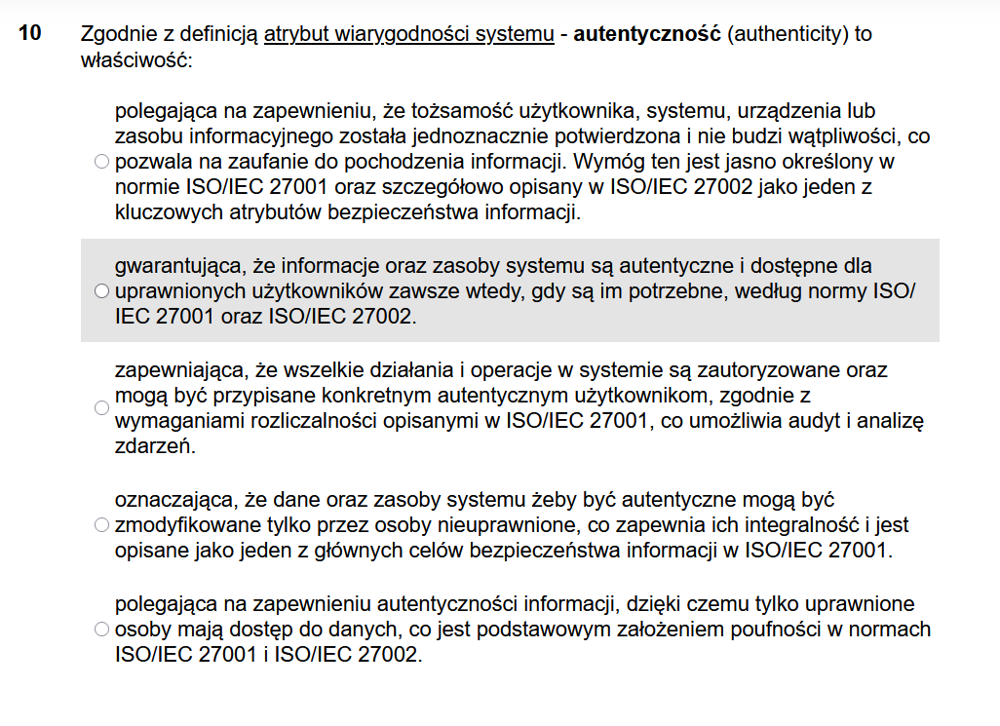 10 Zgodnie z definicją atrybut wiarygodności systemu - autentyczność (authenticity) to
właściwość:
polegająca na zapewnieniu, że tożsamość użytkownika, systemu, urządzenia lub
zasobu informacyjnego została jednoznacznie potwierdzona i nie budzi wątpliwości, co
pozwala na zaufanie do pochodzenia informacji. Wymóg ten jest jasno określony w
normie ISO/IEC 27001 oraz szczegółowo opisany w ISO/IEC 27002 jako jeden z
kluczowych atrybutów bezpieczeństwa informacji.
gwarantująca, że informacje oraz zasoby systemu są autentyczne i dostępne dla
uprawnionych użytkowników zawsze wtedy, gdy są im potrzebne, według normy ISO/
IEC 27001 oraz ISO/IEC 27002.
zapewniająca, że wszelkie działania i operacje w systemie są zautoryzowane oraz
mogą być przypisane konkretnym autentycznym użytkownikom, zgodnie z
wymaganiami rozliczalności opisanymi w ISO/IEC 27001, co umożliwia audyt i analizę
zdarzeń.
oznaczająca, że dane oraz zasoby systemu żeby być autentyczne mogą być
zmodyfikowane tylko przez osoby nieuprawnione, co zapewnia ich integralność i jest
opisane jako jeden z głównych celów bezpieczeństwa informacji w ISO/IEC 27001.
polegająca na zapewnieniu autentyczności informacji, dzięki czemu tylko uprawnione
osoby mają dostęp do danych, co jest podstawowym założeniem poufności w normach
ISO/IEC 27001 i ISO/IEC 27002.